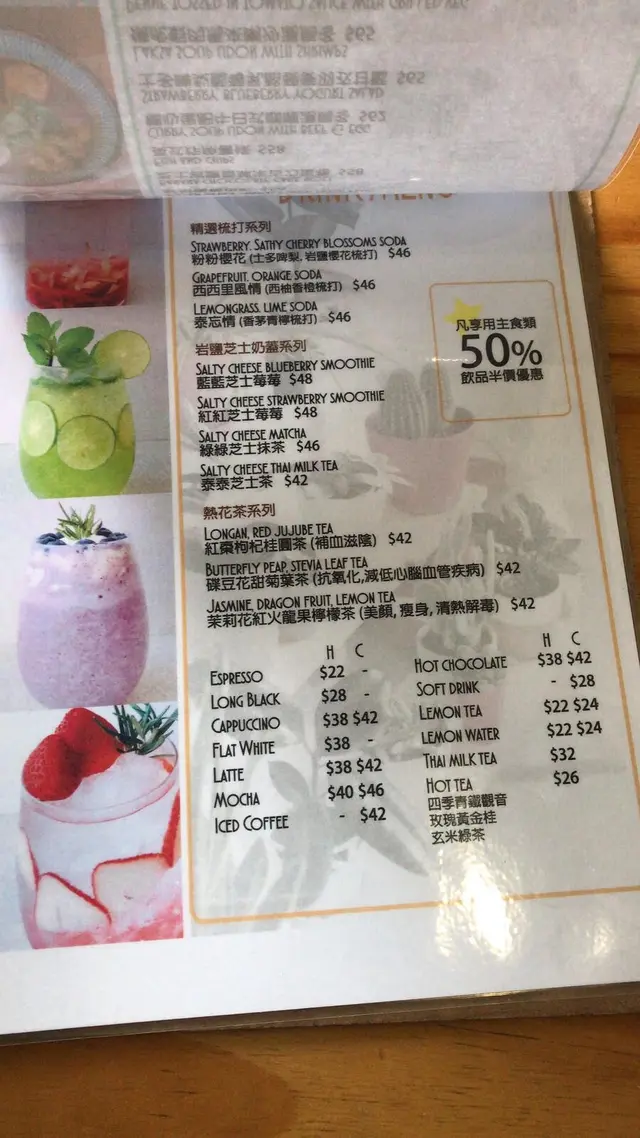 DRINK MENU
精選梳打系列
STRAWBERRY, SATHY CHERRY BLOSSOMS SODA
粉粉櫻花 (士多啤梨, 岩鹽櫻花梳打) $46
GRAPEFRUIT, ORANGE SODA
西西里風情 (西柚香橙梳打) $46
LEMONGRASS, LIME SODA
泰忘情 (香茅青檸梳打) $46
岩鹽芝士奶蓋系列
SALTY CHEESE BLUEBERRY SMOOTHIE
藍藍芝士莓莓 $48
SALTY CHEESE STRAWBERRY SMOOTHIE
紅紅芝士莓莓 $48
SALTY CHEESE MATCHA
綠綠芝士抹茶 $46
SALTY CHEESE THAI MILK TEA
泰泰芝士茶 $42
凡享用主食類
50%
飲品半價優惠
熱花茶系列
LONGAN, RED JUJUBE TEA
紅棗枸杞桂圓茶 (補血滋陰) $42
BUTTERFLY PEAP, STEVIA LEAF TEA
碟豆花甜菊葉茶 (抗氧化,減低心腦血管疾病) $42
JASMINE, DRAGON FRUIT, LEMON TEA
茉莉花紅火龍果檸檬茶 (美顏, 瘦身, 清熱解毒) $42
H C
ESPRESSO $22 -
LONG BLACK $28 -
CAPPUCCINO $38 $42
FLAT WHITE $38 -
LATTE $38 $42
MOCHA $40 $46
ICED COFFEE - $42
H C
HOT CHOCOLATE $38 $42
SOFT DRINK - $28
LEMON TEA $22 $24
LEMON WATER $22 $24
THAI MILK TEA $32
HOT TEA $26
四季青鐵觀音
玫瑰黃金桂
玄米綠茶